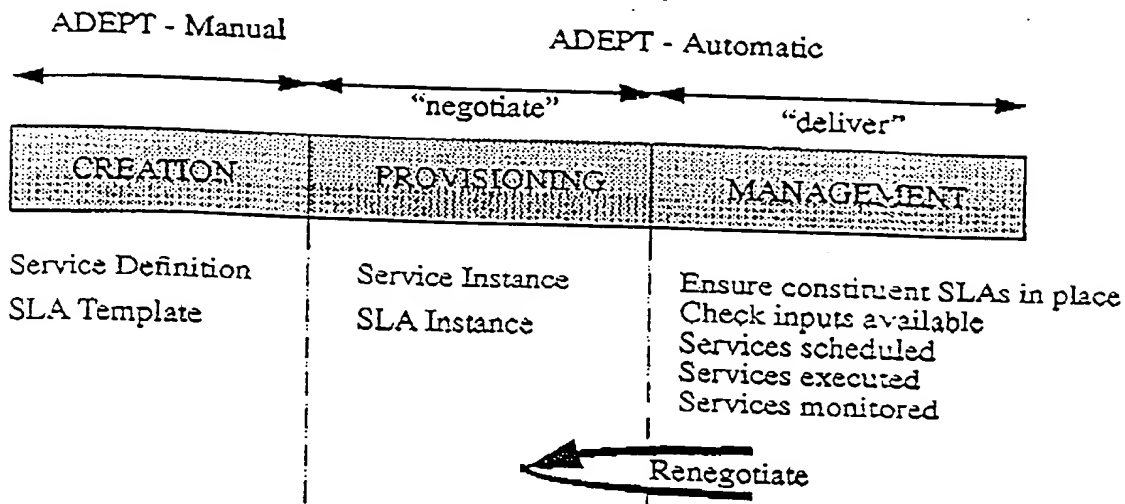 ADEPT - Manual
ADEPT - Automatic
"negotiate"
"deliver"
CREATION
PROVISIONING
MANAGEMENT
Service Definition
SLA Template
Service Instance
SLA Instance
Ensure constituent SLAs in place
Check inputs available
Services scheduled
Services executed
Services monitored
Renegotiate